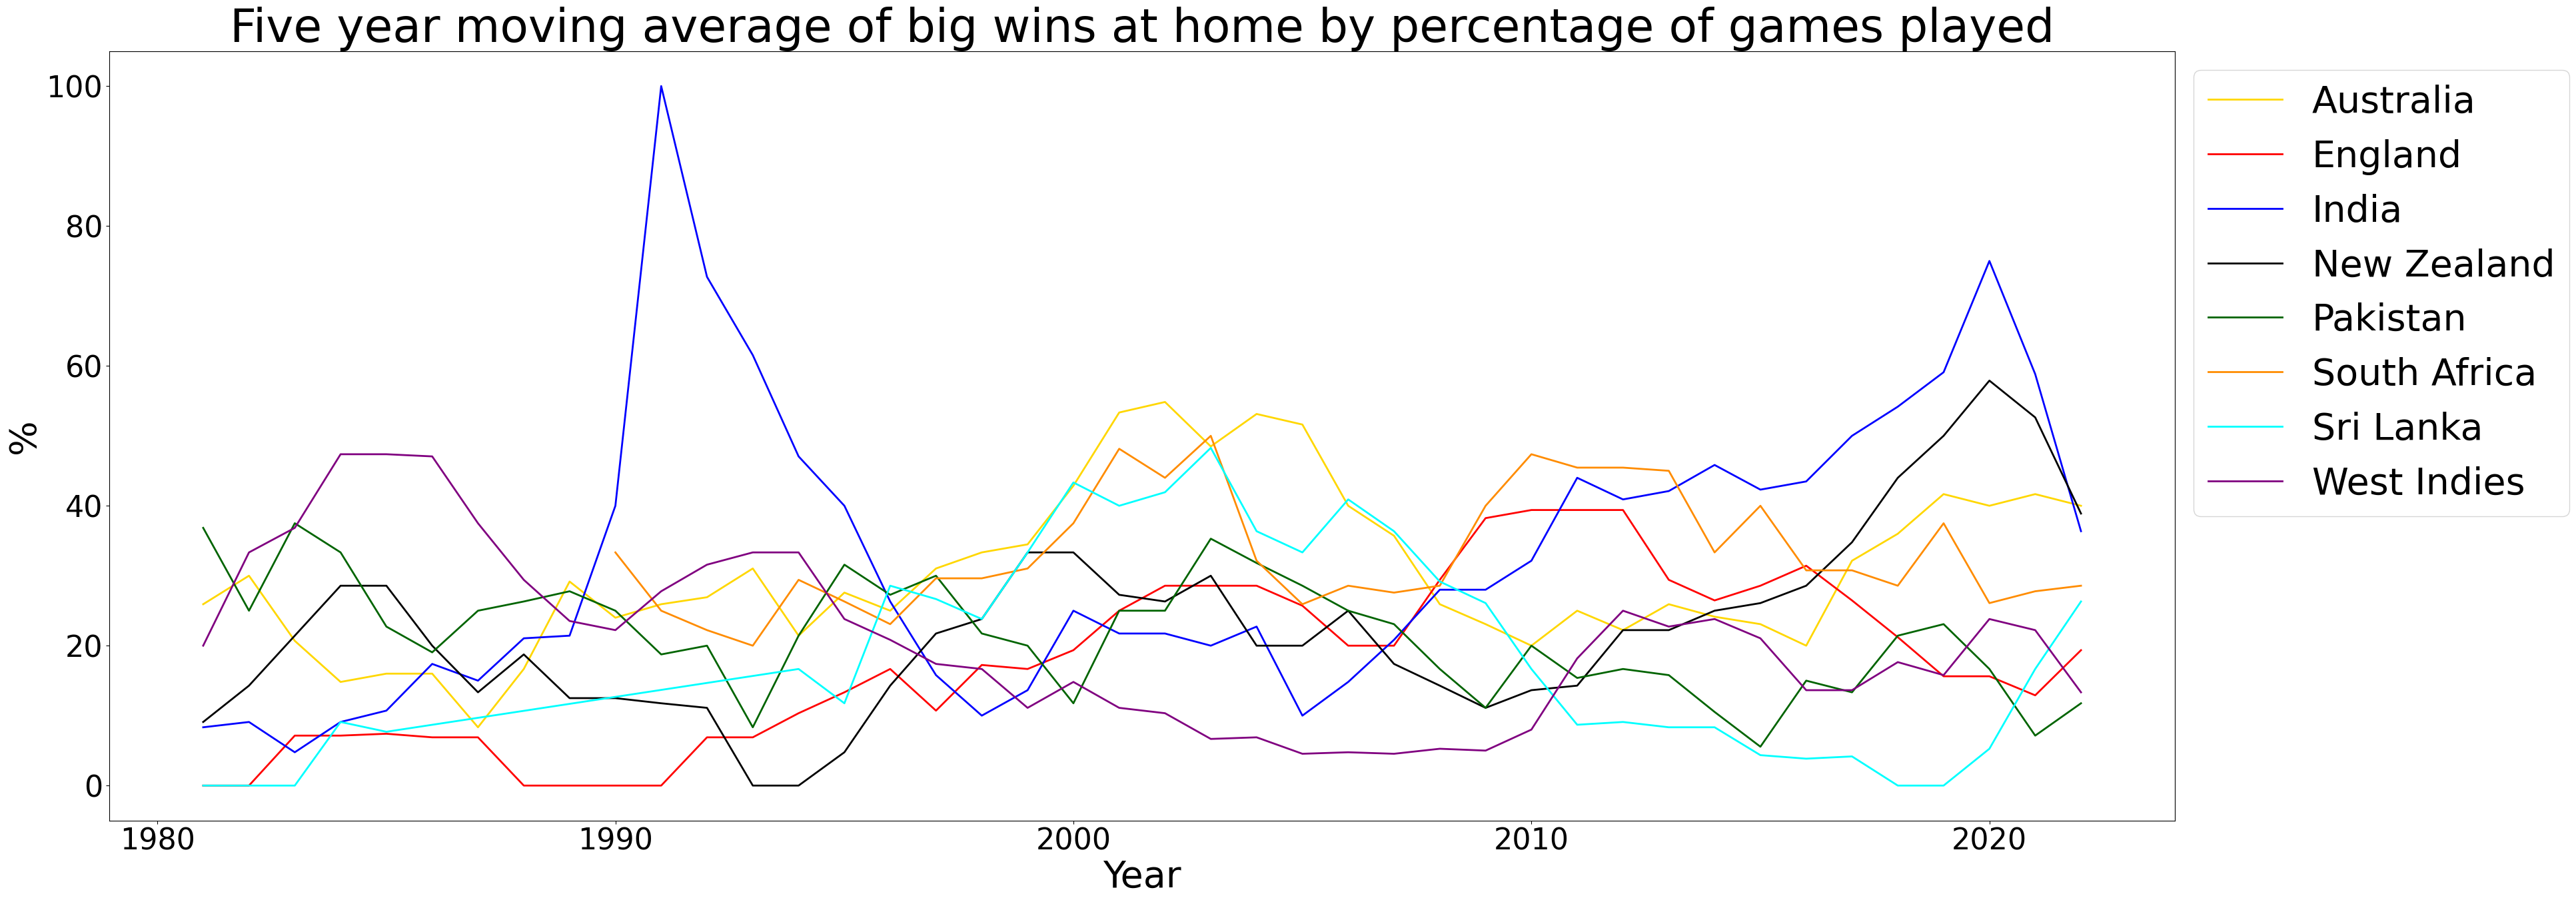 Five year moving average of big wins at home by percentage of games played
100
80
60
40
20
0
%
1980
1990
2000
2010
2020
Year
Australia
England
India
New Zealand
Pakistan
South Africa
Sri Lanka
West Indies